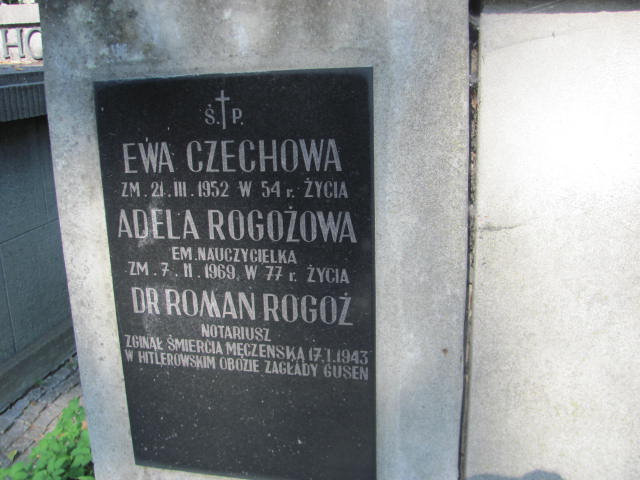 Ś.†P.
EWA CZECHOWA
ZM. 21. III. 1952 W 54 r. ŻYCIA
ADELA ROGOŻOWA
EM. NAUCZYCIELKA
ZM. 7. II. 1969, W 77 r. ŻYCIA
DR ROMAN ROGOŻ
NOTARIUSZ
ZGINĄŁ ŚMIERCIĄ MĘCZEŃSKĄ 17. I. 1943
W HITLEROWSKIM OBOZIE ZAGŁADY GUSEN